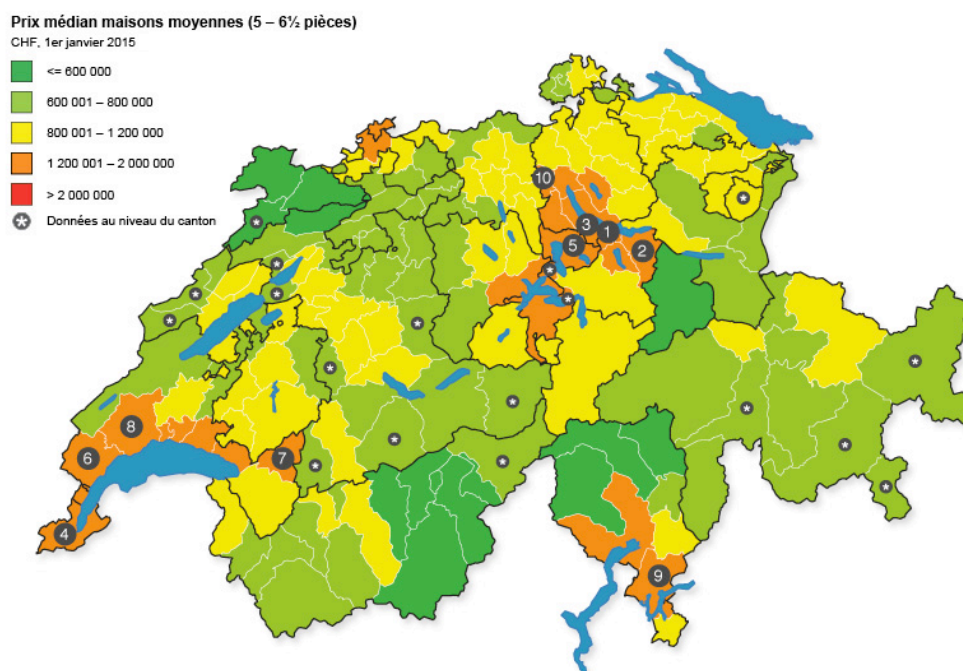 Prix médian maisons moyennes (5 – 6½ pièces)
CHF, 1er janvier 2015
<= 600 000
600 001 – 800 000
800 001 – 1 200 000
1 200 001 – 2 000 000
> 2 000 000
Données au niveau du canton
10
3
1
5
2
8
6
7
4
9